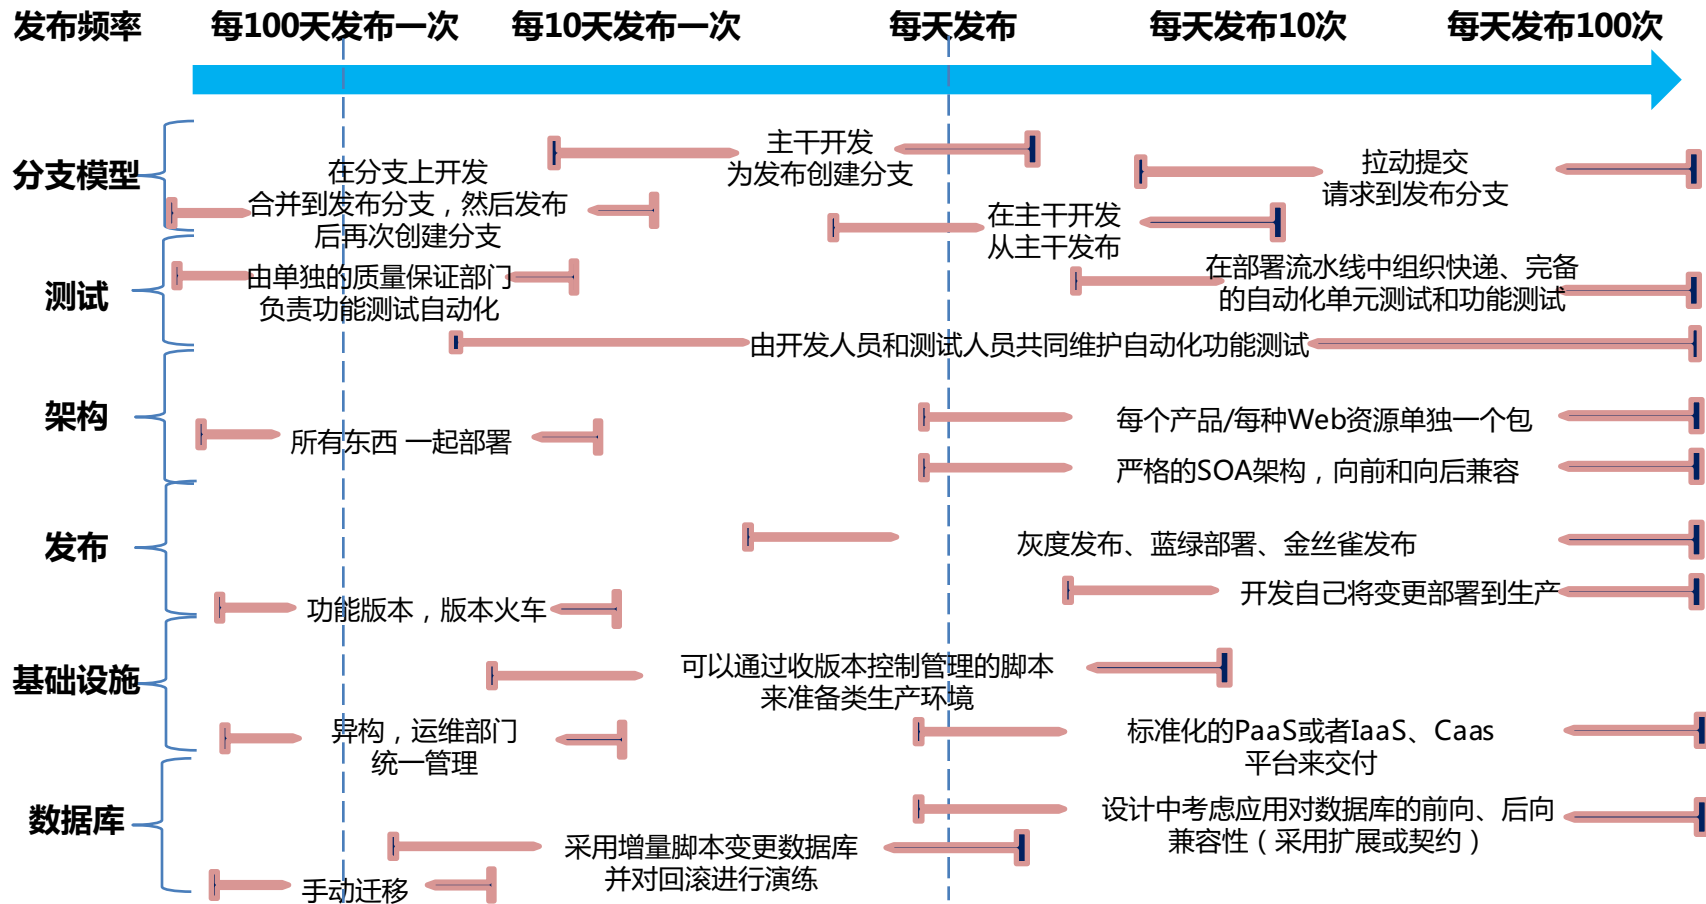 发布频率
每100天发布一次
每10天发布一次
每天发布
每天发布10次
每天发布100次
分支模型
在分支上开发
合并到发布分支，然后发布
后再次创建分支
主干开发
为发布创建分支
在主干开发
从主干发布
拉动提交
请求到发布分支
测试
由单独的质量保证部门
负责功能测试自动化
在部署流水线中组织快递、完备
的自动化单元测试和功能测试
由开发人员和测试人员共同维护自动化功能测试
架构
所有东西 一起部署
每个产品/每种Web资源单独一个包
严格的SOA架构，向前和向后兼容
发布
灰度发布、蓝绿部署、金丝雀发布
开发自己将变更部署到生产
功能版本，版本火车
基础设施
可以通过收版本控制管理的脚本
来准备类生产环境
异构，运维部门
统一管理
标准化的PaaS或者IaaS、Caas
平台来交付
数据库
设计中考虑应用对数据库的前向、后向
兼容性（采用扩展或契约）
采用增量脚本变更数据库
并对回滚进行演练
手动迁移